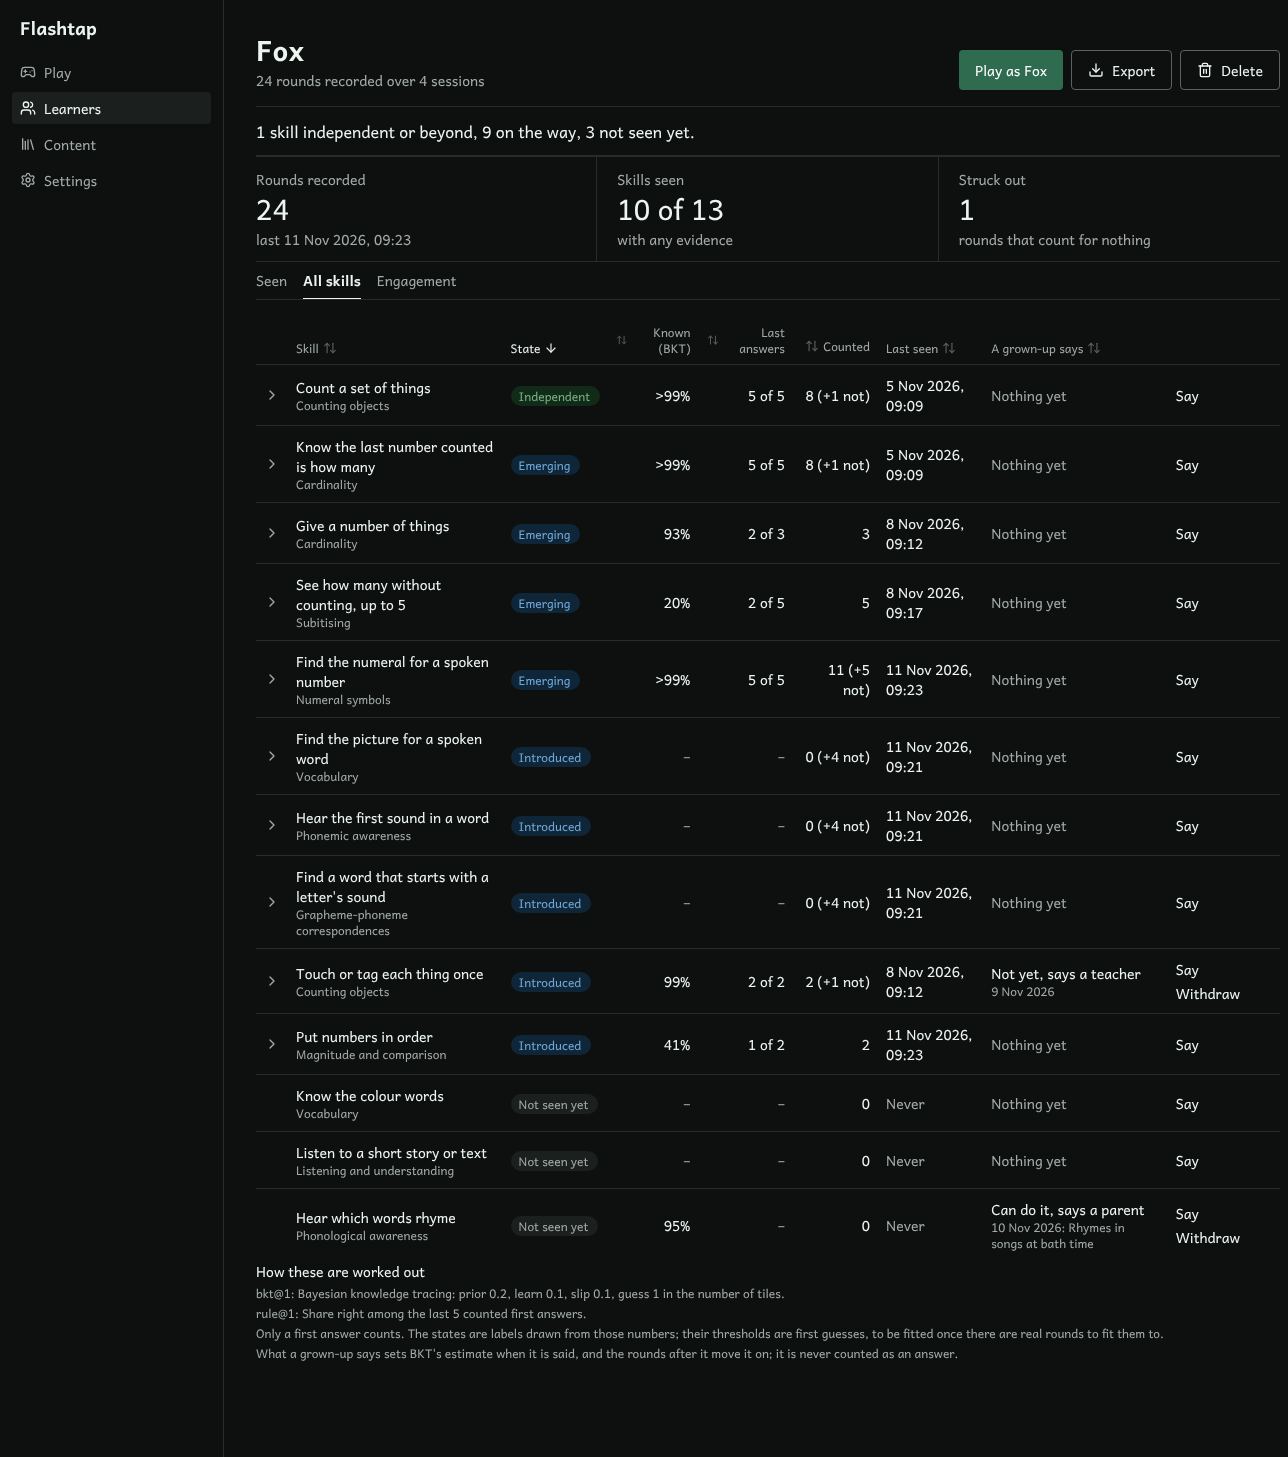 Flashtap
Play
Learners
Content
Settings
Fox
24 rounds recorded over 4 sessions
Play as Fox
Export
Delete
1 skill independent or beyond, 9 on the way, 3 not seen yet.
Rounds recorded
24
last 11 Nov 2026, 09:23
Skills seen
10 of 13
with any evidence
Struck out
1
rounds that count for nothing
Seen
All skills
Engagement
Skill
State
Known
(BKT)
Last
answers
Counted
Last seen
A grown-up says
Count a set of things
Counting objects
Independent
>99%
5 of 5
8 (+1 not)
5 Nov 2026,
09:09
Nothing yet
Say
Know the last number counted
is how many
Cardinality
Emerging
>99%
5 of 5
8 (+1 not)
5 Nov 2026,
09:09
Nothing yet
Say
Give a number of things
Cardinality
Emerging
93%
2 of 3
3
8 Nov 2026,
09:12
Nothing yet
Say
See how many without
counting, up to 5
Subitising
Emerging
20%
2 of 5
5
8 Nov 2026,
09:17
Nothing yet
Say
Find the numeral for a spoken
number
Numeral symbols
Emerging
>99%
5 of 5
11 (+5
not)
11 Nov 2026,
09:23
Nothing yet
Say
Find the picture for a spoken
word
Vocabulary
Introduced
–
–
0 (+4 not)
11 Nov 2026,
09:21
Nothing yet
Say
Hear the first sound in a word
Phonemic awareness
Introduced
–
–
0 (+4 not)
11 Nov 2026,
09:21
Nothing yet
Say
Find a word that starts with a
letter's sound
Grapheme-phoneme
correspondences
Introduced
–
–
0 (+4 not)
11 Nov 2026,
09:21
Nothing yet
Say
Touch or tag each thing once
Counting objects
Introduced
99%
2 of 2
2 (+1 not)
8 Nov 2026,
09:12
Not yet, says a teacher
9 Nov 2026
Say
Withdraw
Put numbers in order
Magnitude and comparison
Introduced
41%
1 of 2
2
11 Nov 2026,
09:23
Nothing yet
Say
Know the colour words
Vocabulary
Not seen yet
–
–
0
Never
Nothing yet
Say
Listen to a short story or text
Listening and understanding
Not seen yet
–
–
0
Never
Nothing yet
Say
Hear which words rhyme
Phonological awareness
Not seen yet
95%
–
0
Never
Can do it, says a parent
10 Nov 2026: Rhymes in
songs at bath time
Say
Withdraw
How these are worked out
bkt@1: Bayesian knowledge tracing: prior 0.2, learn 0.1, slip 0.1, guess 1 in the number of tiles.
rule@1: Share right among the last 5 counted first answers.
Only a first answer counts. The states are labels drawn from those numbers; their thresholds are first guesses, to be fitted once there are real rounds to fit them to.
What a grown-up says sets BKT's estimate when it is said, and the rounds after it move it on; it is never counted as an answer.